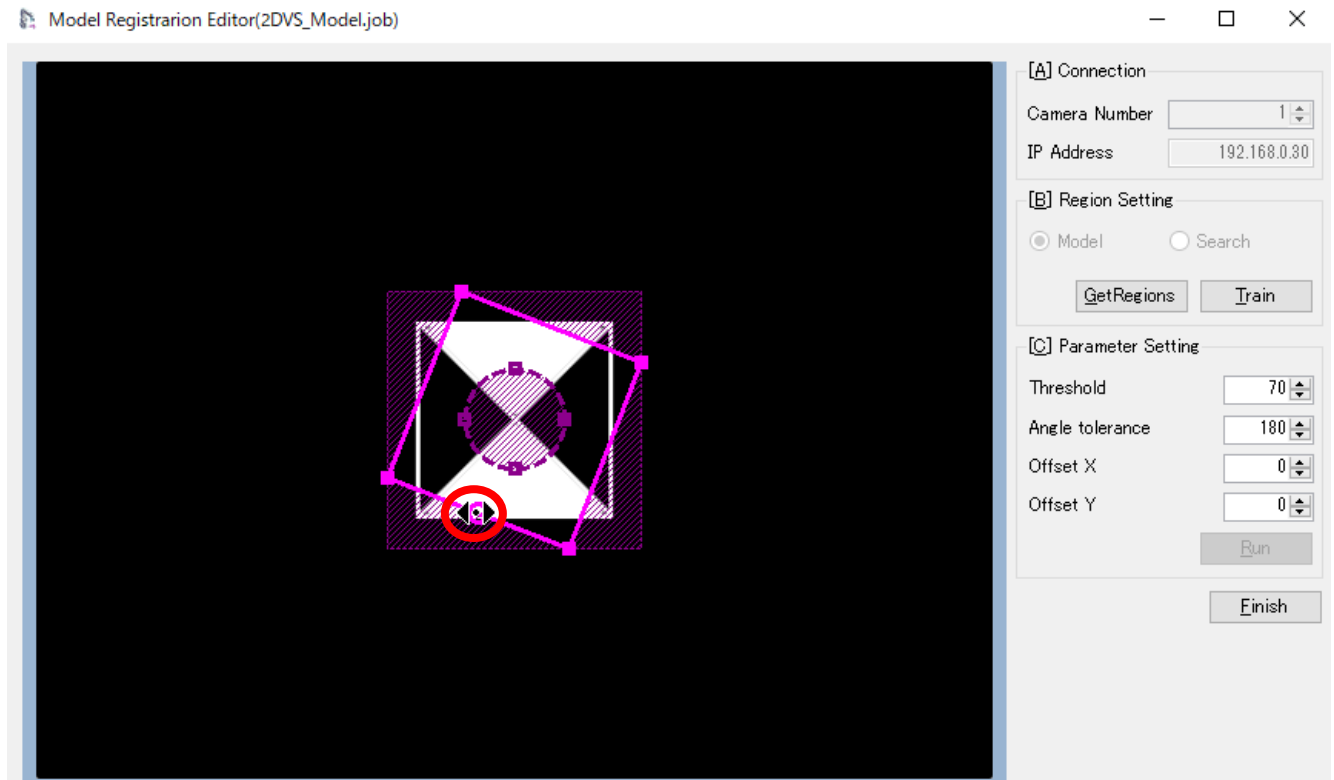 Model Registrarion Editor(2DVS_Model.job)
[A] Connection
Camera Number 1
IP Address 192.168.0.30
[B] Region Setting
Model Search
GetRegions Train
[C] Parameter Setting
Threshold 70
Angle tolerance 180
Offset X 0
Offset Y 0
Run
Finish